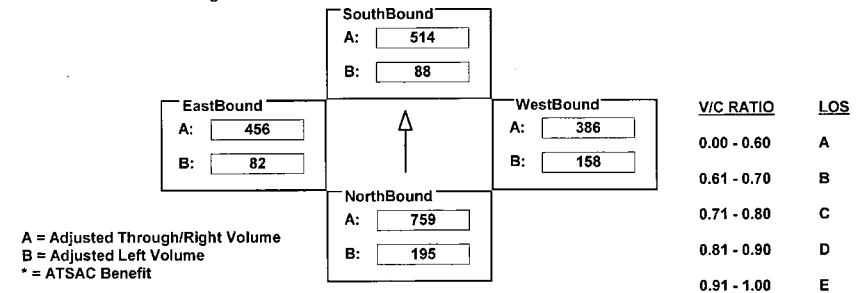 SouthBound
A: 514
B: 88
EastBound
A: 456
B: 82
WestBound
A: 386
B: 158
NorthBound
A: 759
B: 195
A = Adjusted Through/Right Volume
B = Adjusted Left Volume
* = ATSAC Benefit
V/C RATIO LOS
0.00 - 0.60 A
0.61 - 0.70 B
0.71 - 0.80 C
0.81 - 0.90 D
0.91 - 1.00 E